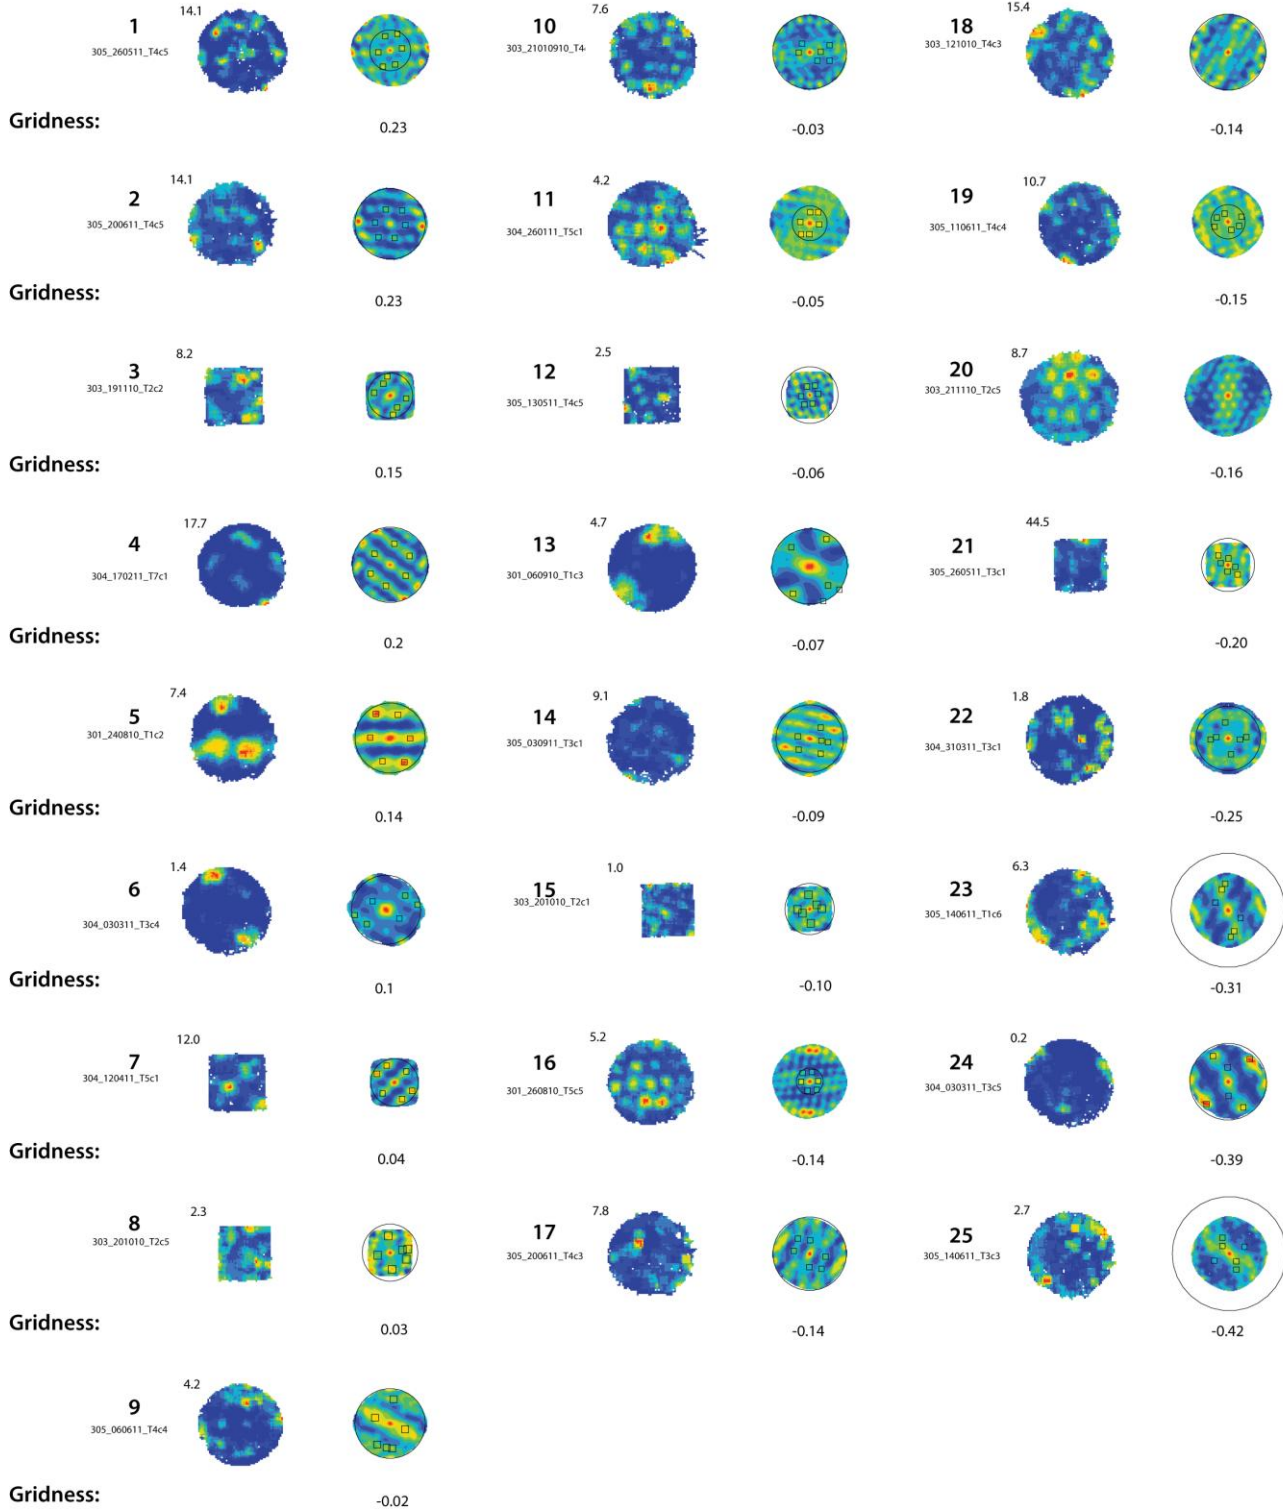 14.1
1
305_260511_T4c5
7.6
10
303_21010910_T4-
15.4
18
303_121010_T4c3
Gridness:
0.23
-0.03
-0.14
14.1
2
305_200611_T4c5
4.2
11
304_260111_T5c1
10.7
19
305_110611_T4c4
Gridness:
0.23
-0.05
-0.15
8.2
3
303_191110_T2c2
2.5
12
305_130511_T4c5
8.7
20
303_211110_T2c5
Gridness:
0.15
-0.06
-0.16
17.7
4
304_170211_T7c1
4.7
13
301_060910_T1c3
44.5
21
305_260511_T3c1
Gridness:
0.2
-0.07
-0.20
7.4
5
301_240810_T1c2
9.1
14
305_030911_T3c1
1.8
22
304_310311_T3c1
Gridness:
0.14
-0.09
-0.25
1.4
6
304_030311_T3c4
1.0
15
303_201010_T2c1
6.3
23
305_140611_T1c6
Gridness:
0.1
-0.10
-0.31
12.0
7
304_120411_T5c1
5.2
16
301_260810_T5c5
0.2
24
304_030311_T3c5
Gridness:
0.04
-0.14
-0.39
2.3
8
303_201010_T2c5
7.8
17
305_200611_T4c3
2.7
25
305_140611_T3c3
Gridness:
0.03
-0.14
-0.42
4.2
9
305_060611_T4c4
Gridness:
-0.02